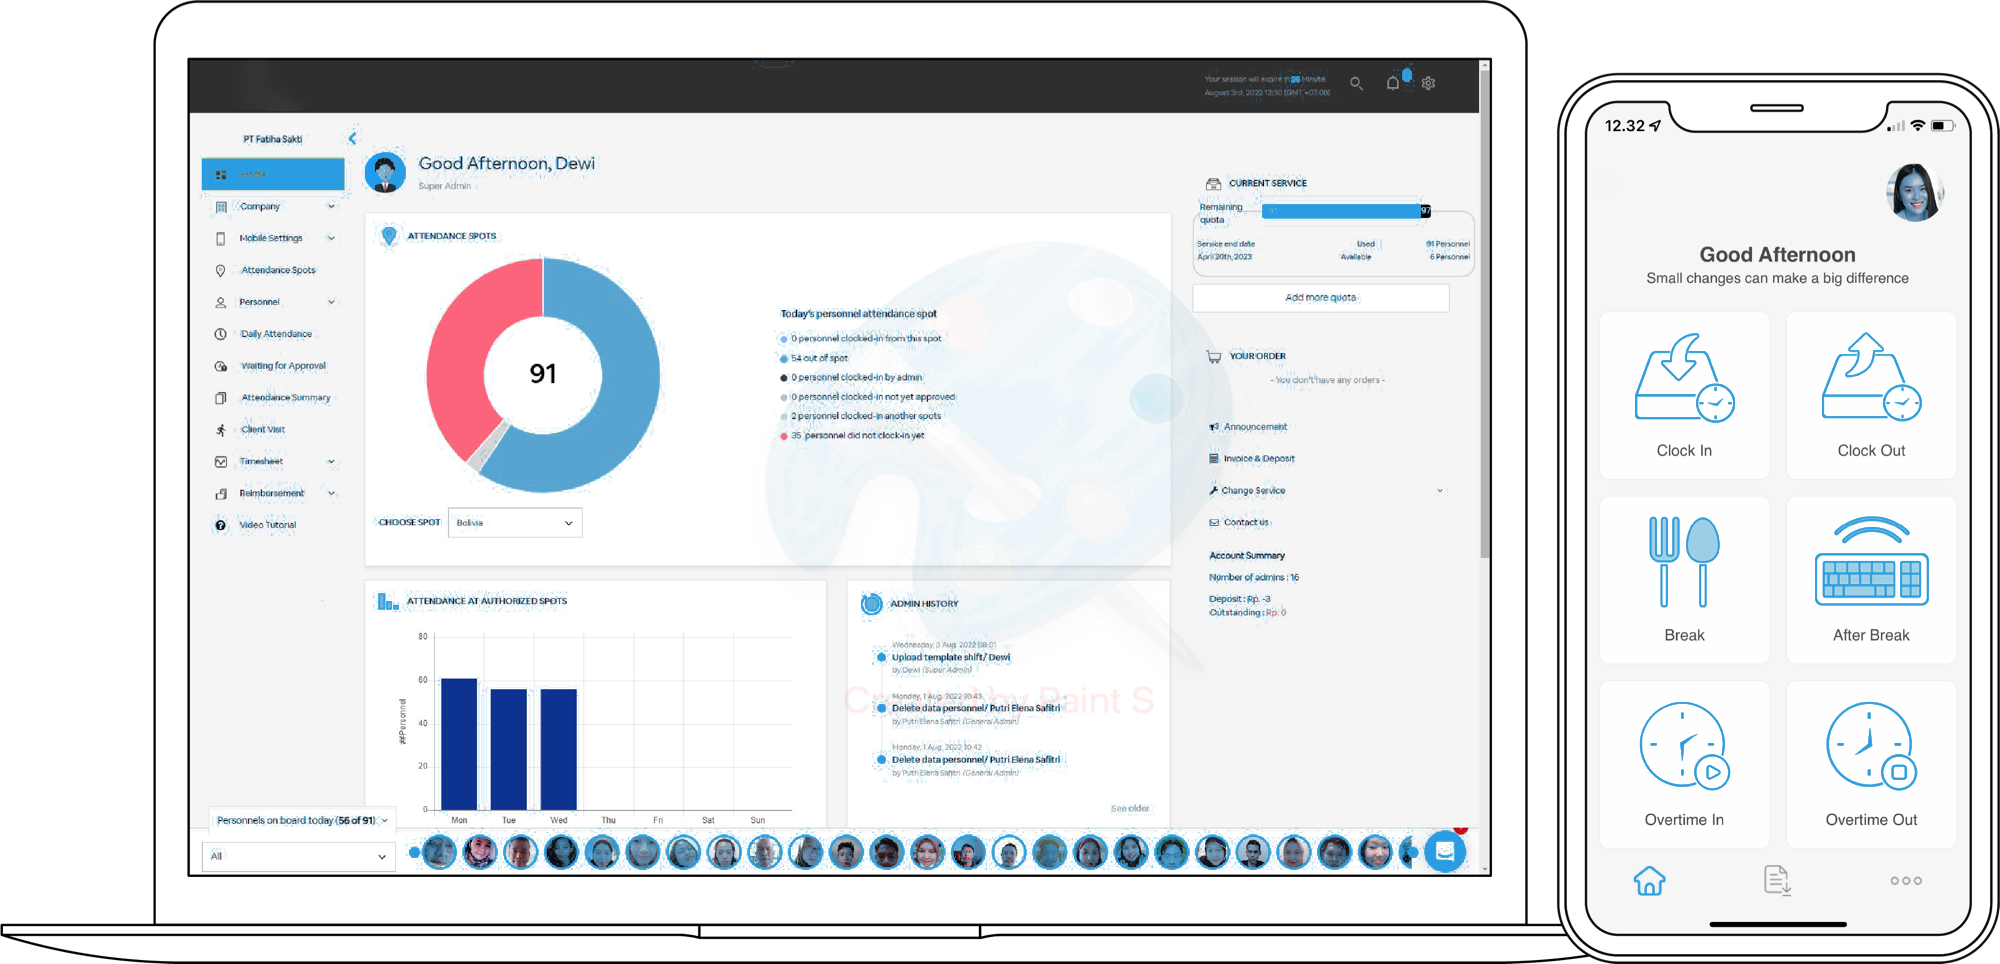 Your session will expire in 26 Minute
August 3rd, 2022 12:30 (GMT +07:00)
PT Fatiha Sakti
Home
Company
Mobile Settings
Attendance Spots
Personnel
Daily Attendance
Waiting for Approval
Attendance Summary
Client Visit
Timesheet
Reimbursement
Video Tutorial
Good Afternoon, Dewi
Super Admin
ATTENDANCE SPOTS
91
Today's personnel attendance spot
0 personnel clocked-in from this spot
54 out of spot
0 personnel clocked-in by admin
0 personnel clocked-in not yet approved
2 personnel clocked-in another spots
35 personnel did not clock-in yet
CHOOSE SPOT
Bolivia
CURRENT SERVICE
Remaining quota
91
97
Service end date
April 20th, 2023
Used
91 Personnel
Available
6 Personnel
Add more quota
YOUR ORDER
- You don't have any orders -
Announcement
Invoice & Deposit
Change Service
Contact us
Account Summary
Number of admins : 16
Deposit : Rp. -3
Outstanding : Rp. 0
ATTENDANCE AT AUTHORIZED SPOTS
80
60
40
20
0
##Personnel
Mon Tue Wed Thu Fri Sat Sun
ADMIN HISTORY
Wednesday, 3 Aug, 2022 08:01
Upload template shift/ Dewi
by Dewi (Super Admin)
Monday, 1 Aug, 2022 10:43
Delete data personnel/ Putri Elena Safitri
by Putri Elena Safitri (General Admin)
Monday, 1 Aug, 2022 10:42
Delete data personnel/ Putri Elena Safitri
by Putri Elena Safitri (General Admin)
See older
Created by Paint S
Personnels on board today (56 of 91)
All
12.32
Good Afternoon
Small changes can make a big difference
Clock In
Clock Out
Break
After Break
Overtime In
Overtime Out